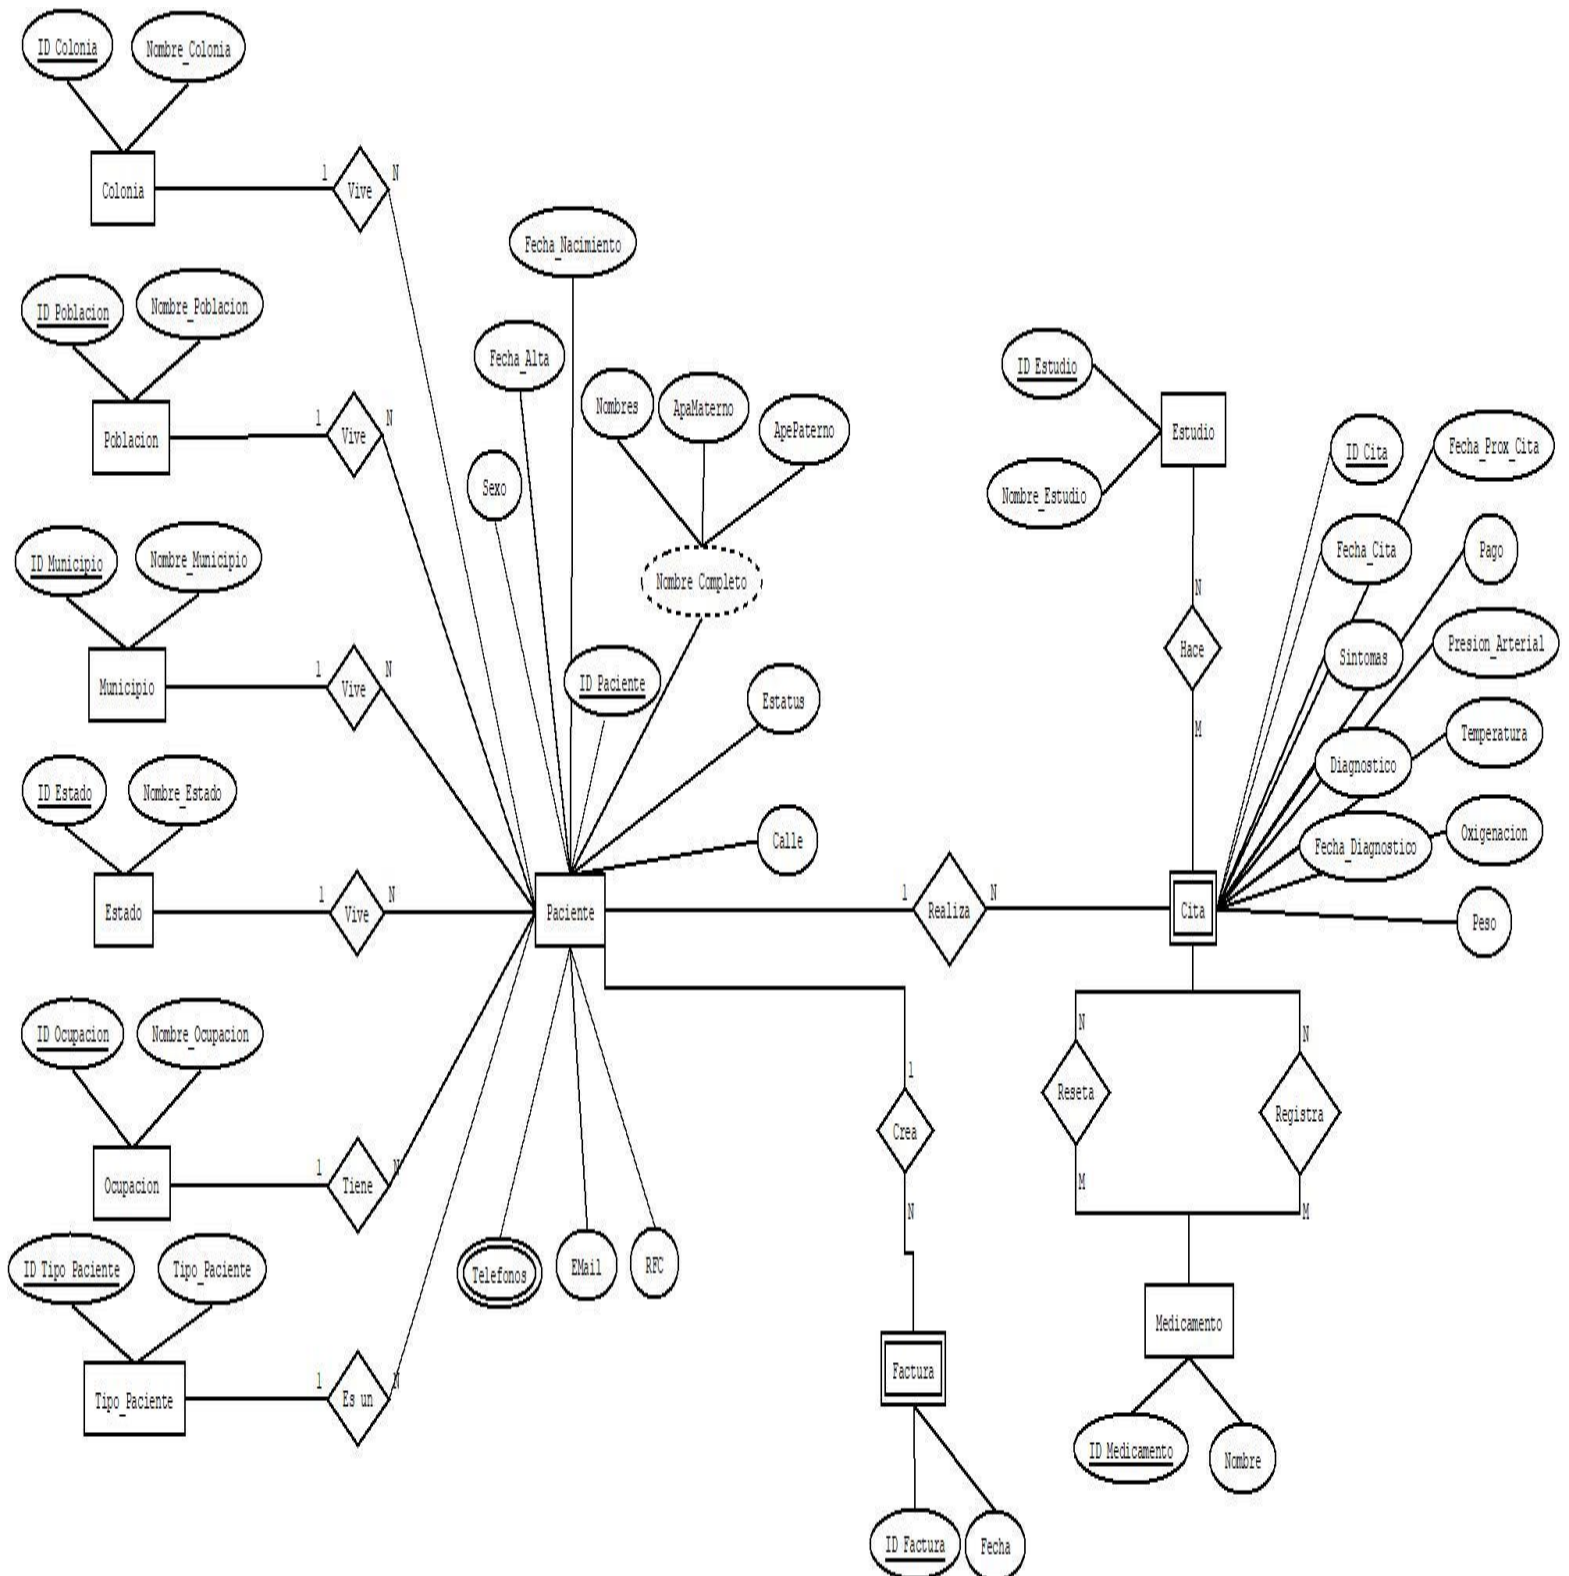 ID Colonia
Nombre_Colonia
Colonia
1
Vive
N
Fecha_Nacimiento
ID Poblacion
Nombre_Poblacion
Poblacion
1
Vive
N
Fecha_Alta
Nombres
ApaMaterno
ApePaterno
Sexo
Nombre Completo
ID Municipio
Nombre_Municipio
Municipio
1
Vive
N
ID Paciente
Estatus
Calle
ID Estado
Nombre_Estado
Estado
1
Vive
N
Paciente
1
Realiza
N
Cita
ID Estudio
Nombre_Estudio
Estudio
N
Hace
M
ID Cita
Fecha_Prox_Cita
Fecha_Cita
Pago
Sintomas
Presion_Arterial
Temperatura
Diagnostico
Oxigenacion
Fecha_Diagnostico
Peso
ID Ocupacion
Nombre_Ocupacion
Ocupacion
1
Tiene
N
ID Tipo Paciente
Tipo_Paciente
Tipo_Paciente
1
Es un
N
Telefonos
EMail
RFC
1
Crea
N
Factura
ID Factura
Fecha
N
Reseta
M
N
Registra
M
Medicamento
ID Medicamento
Nombre